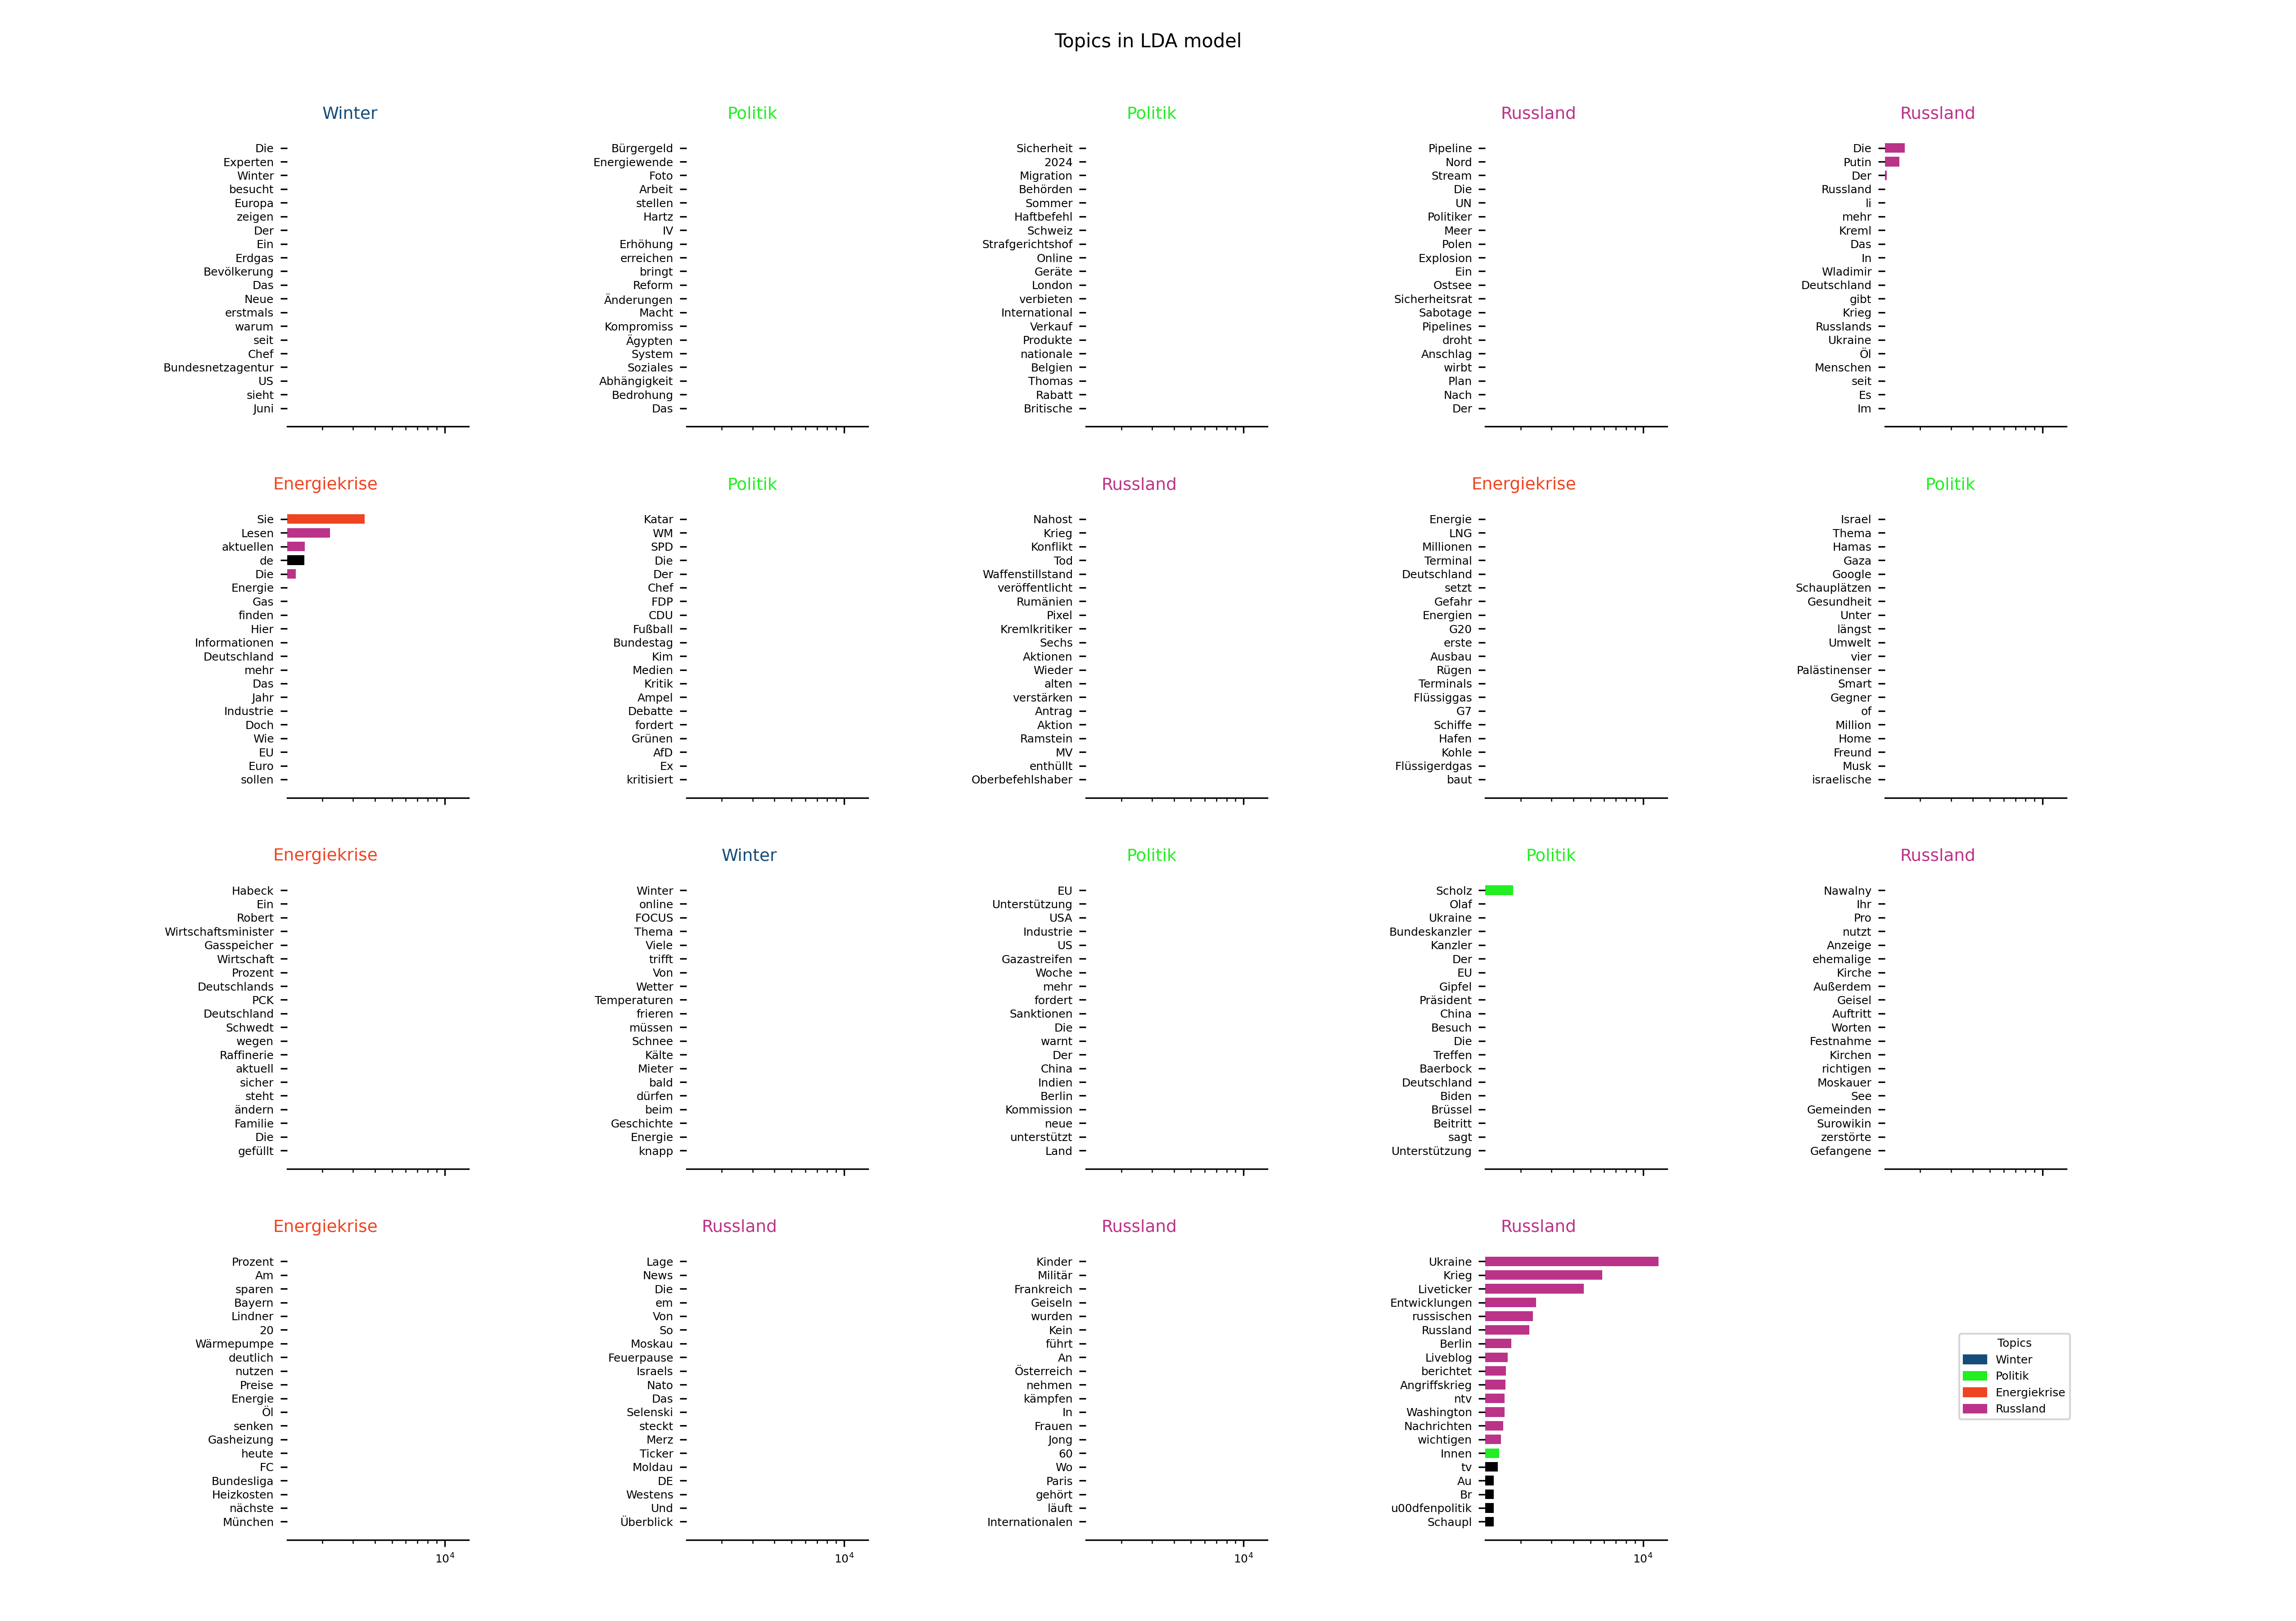 Topics in LDA model
Winter
Die
Experten
Winter
besucht
Europa
zeigen
Der
Ein
Erdgas
Bevölkerung
Das
Neue
erstmals
warum
seit
Chef
Bundesnetzagentur
US
sieht
Juni
Politik
Bürgergeld
Energiewende
Foto
Arbeit
stellen
Hartz
IV
Erhöhung
erreichen
bringt
Reform
Änderungen
Macht
Kompromiss
Ägypten
System
Soziales
Abhängigkeit
Bedrohung
Das
Politik
Sicherheit
2024
Migration
Behörden
Sommer
Haftbefehl
Schweiz
Strafgerichtshof
Online
Geräte
London
verbieten
International
Verkauf
Produkte
nationale
Belgien
Thomas
Rabatt
Britische
Russland
Pipeline
Nord
Stream
Die
UN
Politiker
Meer
Polen
Explosion
Ein
Ostsee
Sicherheitsrat
Sabotage
Pipelines
droht
Anschlag
wirbt
Plan
Nach
Der
Russland
Die
Putin
Der
Russland
li
mehr
Kreml
Das
In
Wladimir
Deutschland
gibt
Krieg
Russlands
Ukraine
Öl
Menschen
seit
Es
Im
Energiekrise
Sie
Lesen
aktuellen
de
Die
Energie
Gas
finden
Hier
Informationen
Deutschland
mehr
Das
Jahr
Industrie
Doch
Wie
EU
Euro
sollen
Politik
Katar
WM
SPD
Die
Der
Chef
FDP
CDU
Fußball
Bundestag
Kim
Medien
Kritik
Ampel
Debatte
fordert
Grünen
AfD
Ex
kritisiert
Russland
Nahost
Krieg
Konflikt
Tod
Waffenstillstand
veröffentlicht
Rumänien
Pixel
Kremlkritiker
Sechs
Aktionen
Wieder
alten
verstärken
Antrag
Aktion
Ramstein
MV
enthüllt
Oberbefehlshaber
Energiekrise
Energie
LNG
Millionen
Terminal
Deutschland
setzt
Gefahr
Energien
G20
erste
Ausbau
Rügen
Terminals
Flüssiggas
G7
Schiffe
Hafen
Kohle
Flüssigerdgas
baut
Politik
Israel
Thema
Hamas
Gaza
Google
Schauplätzen
Gesundheit
Unter
längst
Umwelt
vier
Palästinenser
Smart
Gegner
of
Million
Home
Freund
Musk
israelische
Energiekrise
Habeck
Ein
Robert
Wirtschaftsminister
Gasspeicher
Wirtschaft
Prozent
Deutschlands
PCK
Deutschland
Schwedt
wegen
Raffinerie
aktuell
sicher
steht
ändern
Familie
Die
gefüllt
Winter
Winter
online
FOCUS
Thema
Viele
trifft
Von
Wetter
Temperaturen
frieren
müssen
Schnee
Kälte
Mieter
bald
dürfen
beim
Geschichte
Energie
knapp
Politik
EU
Unterstützung
USA
Industrie
US
Gazastreifen
Woche
mehr
fordert
Sanktionen
Die
warnt
Der
China
Indien
Berlin
Kommission
neue
unterstützt
Land
Politik
Scholz
Olaf
Ukraine
Bundeskanzler
Kanzler
Der
EU
Gipfel
Präsident
China
Besuch
Die
Treffen
Baerbock
Deutschland
Biden
Brüssel
Beitritt
sagt
Unterstützung
Russland
Nawalny
Ihr
Pro
nutzt
Anzeige
ehemalige
Kirche
Außerdem
Geisel
Auftritt
Worten
Festnahme
Kirchen
richtigen
Moskauer
See
Gemeinden
Surowikin
zerstörte
Gefangene
Energiekrise
Prozent
Am
sparen
Bayern
Lindner
20
Wärmepumpe
deutlich
nutzen
Preise
Energie
Öl
senken
Gasheizung
heute
FC
Bundesliga
Heizkosten
nächste
München
10⁴
Russland
Lage
News
Die
em
Von
So
Moskau
Feuerpause
Israels
Nato
Das
Selenski
steckt
Merz
Ticker
Moldau
DE
Westens
Und
Überblick
10⁴
Russland
Kinder
Militär
Frankreich
Geiseln
wurden
Kein
führt
An
Österreich
nehmen
kämpfen
In
Frauen
Jong
60
Wo
Paris
gehört
läuft
Internationalen
10⁴
Russland
Ukraine
Krieg
Liveticker
Entwicklungen
russischen
Russland
Berlin
Liveblog
berichtet
Angriffskrieg
ntv
Washington
Nachrichten
wichtigen
Innen
tv
Au
Br
u00dfenpolitik
Schaupl
10⁴
Topics
Winter
Politik
Energiekrise
Russland